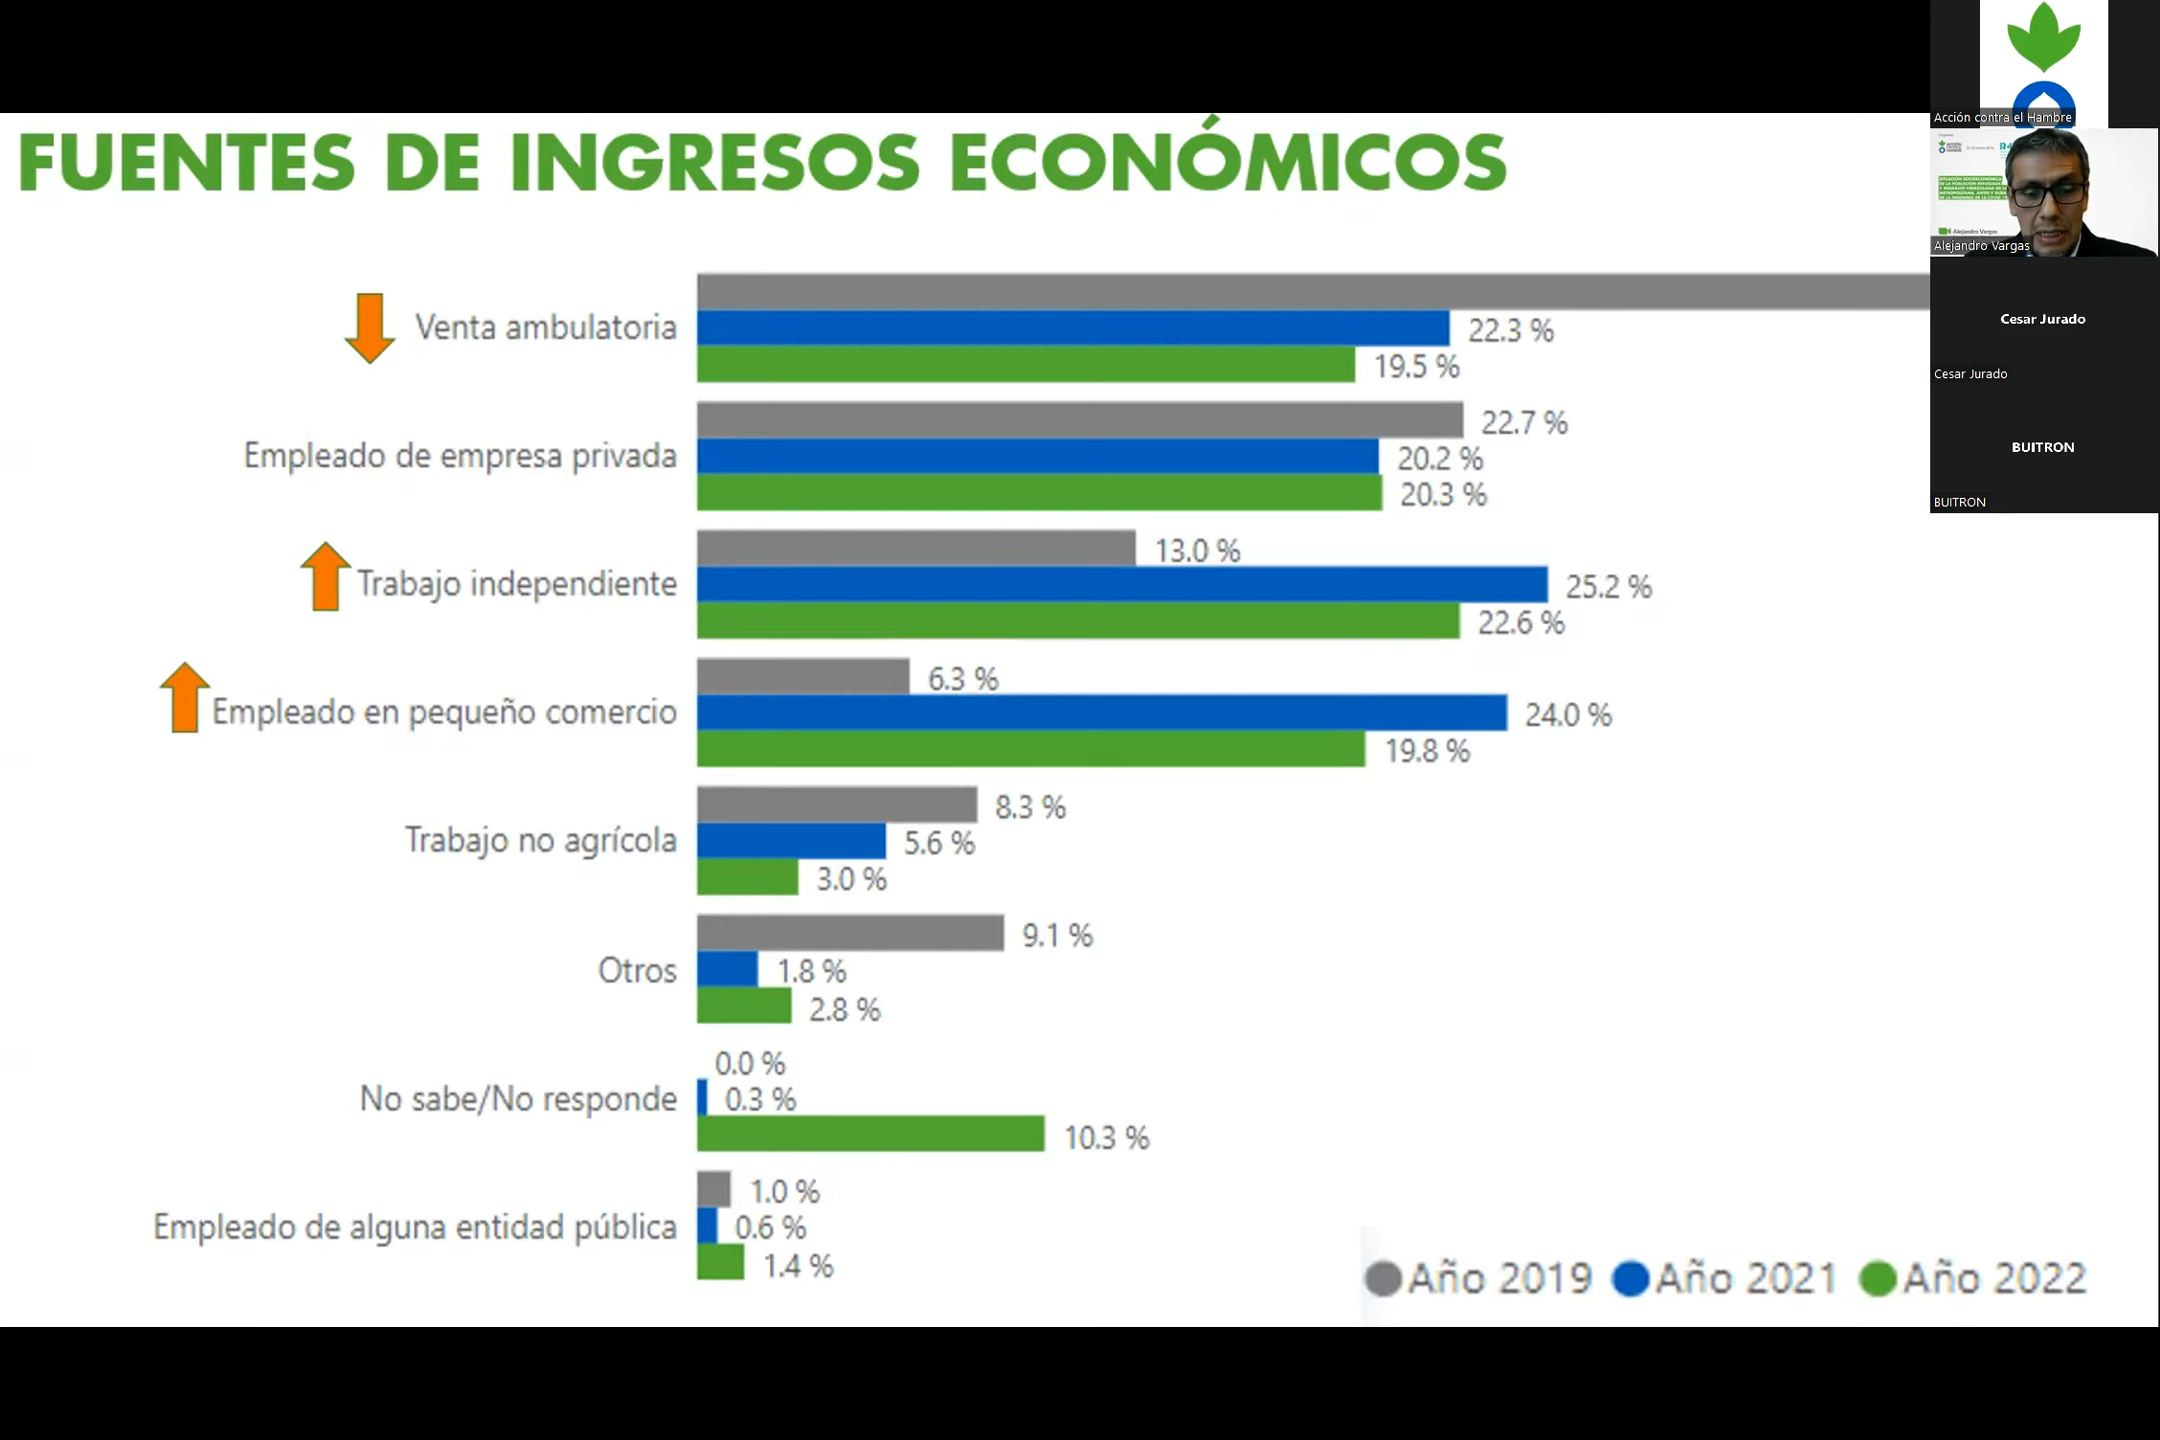 FUENTES DE INGRESOS ECONÓMICOS
Venta ambulatoria
22.3 %
19.5 %
Empleado de empresa privada
22.7 %
20.2 %
20.3 %
Trabajo independiente
13.0 %
25.2 %
22.6 %
Empleado en pequeño comercio
6.3 %
24.0 %
19.8 %
Trabajo no agrícola
8.3 %
5.6 %
3.0 %
Otros
9.1 %
1.8 %
2.8 %
No sabe/No responde
0.0 %
0.3 %
10.3 %
Empleado de alguna entidad pública
1.0 %
0.6 %
1.4 %
Año 2019 Año 2021 Año 2022
Acción contra el Hambre
Alejandro Vargas
Alejandro Vargas
Cesar Jurado
Cesar Jurado
BUITRON
BUITRON